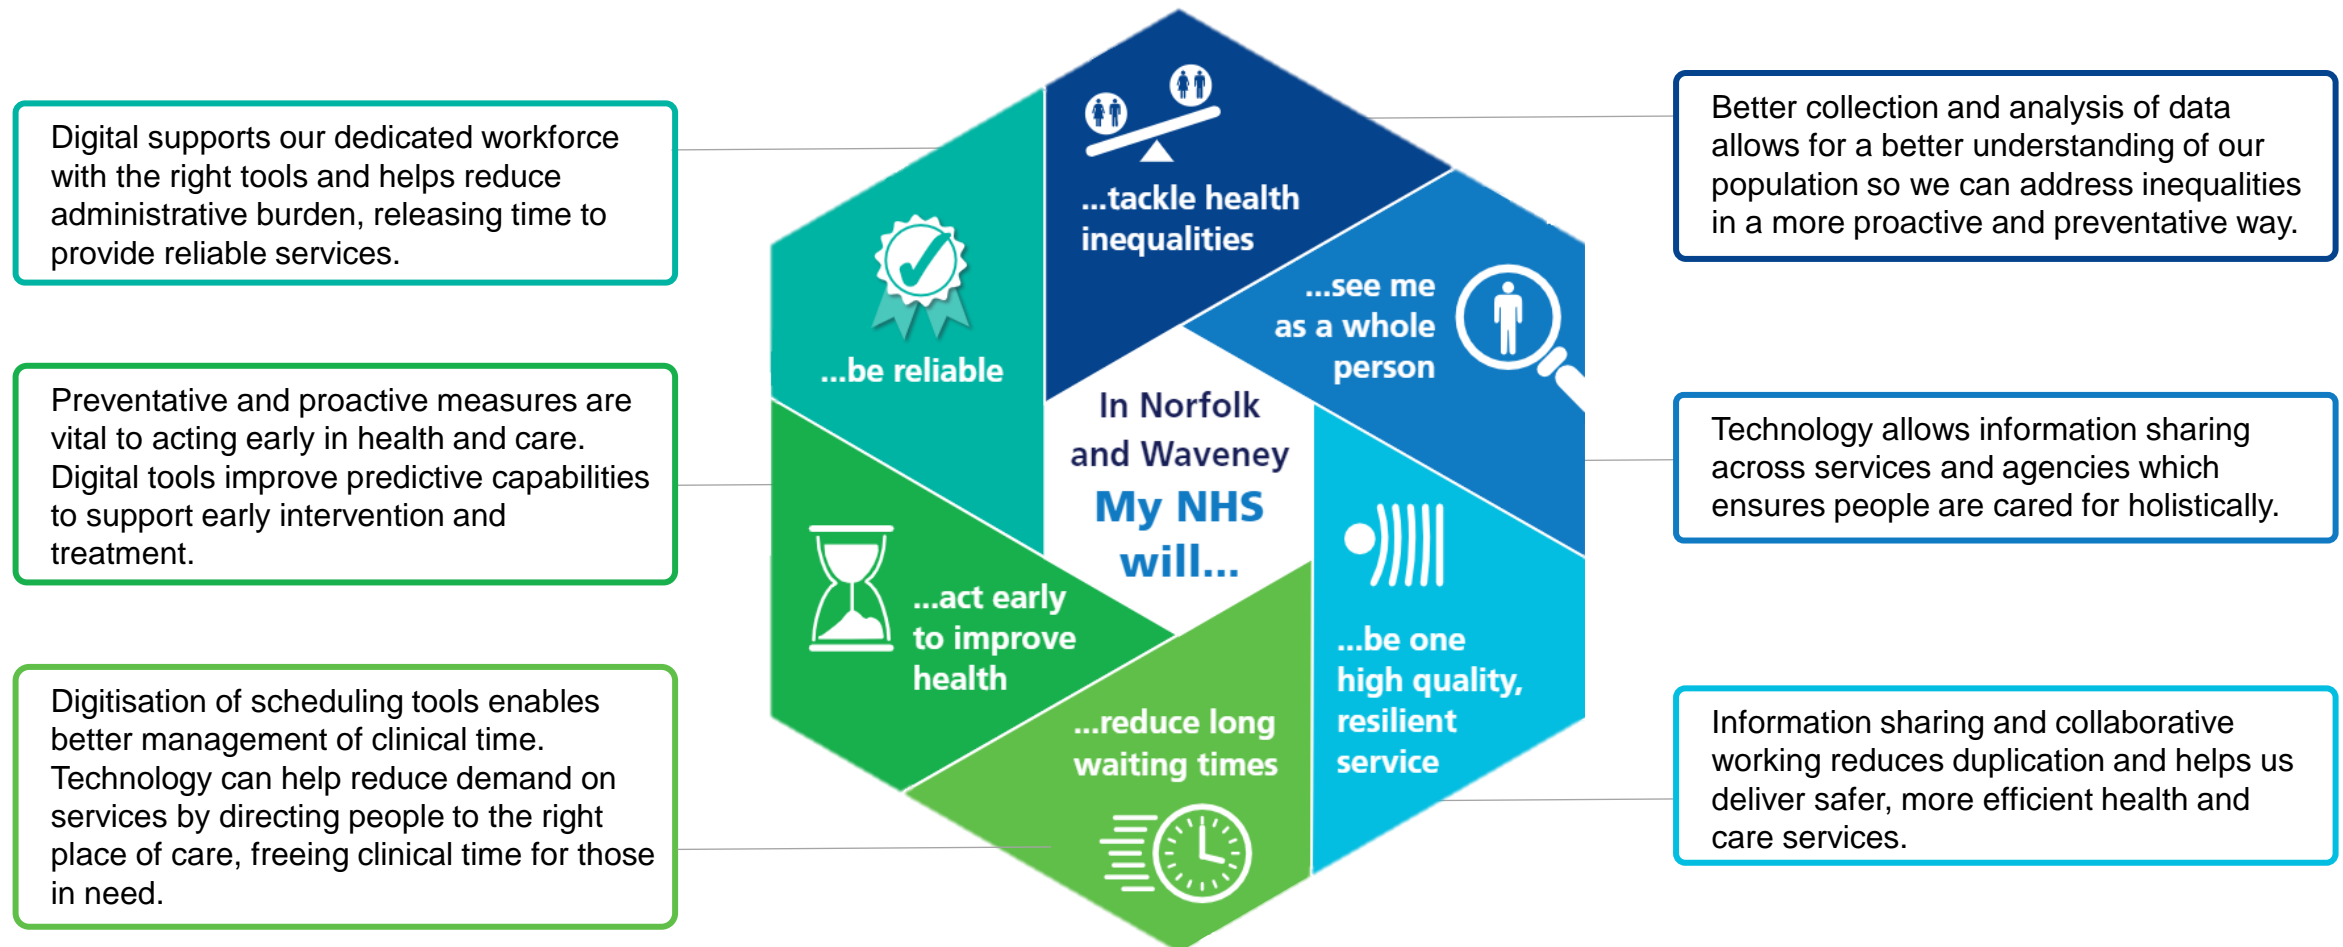 Digital supports our dedicated workforce
with the right tools and helps reduce
administrative burden, releasing time to
provide reliable services.
Preventative and proactive measures are
vital to acting early in health and care.
Digital tools improve predictive capabilities
to support early intervention and
treatment.
Digitisation of scheduling tools enables
better management of clinical time.
Technology can help reduce demand on
services by directing people to the right
place of care, freeing clinical time for those
in need.
...tackle health
inequalities
...see me
as a whole
person
...be reliable
In Norfolk
and Waveney
My NHS
will...
...act early
to improve
health
...be one
high quality,
resilient
service
...reduce long
waiting times
Better collection and analysis of data
allows for a better understanding of our
population so we can address inequalities
in a more proactive and preventative way.
Technology allows information sharing
across services and agencies which
ensures people are cared for holistically.
Information sharing and collaborative
working reduces duplication and helps us
deliver safer, more efficient health and
care services.